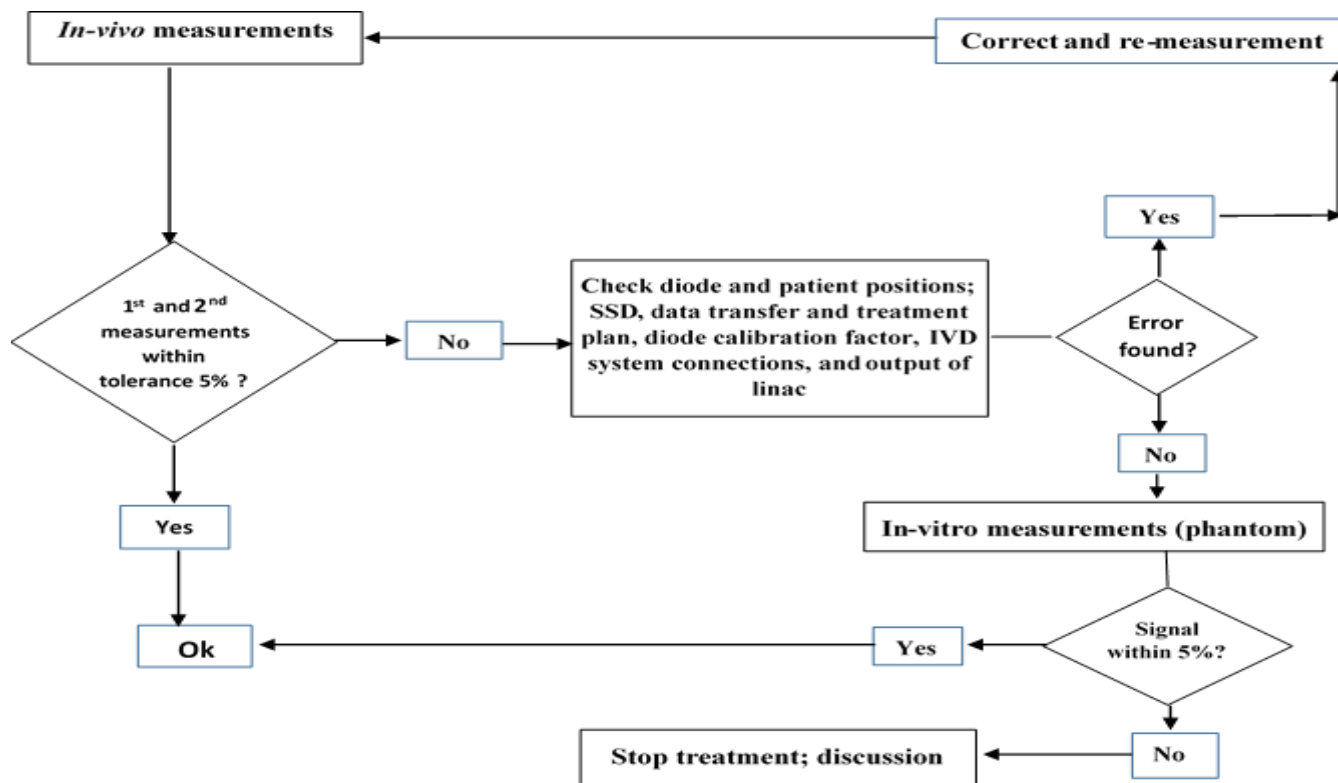 In-vivo measurements
Correct and re-measurement
Yes
1st and 2nd
measurements
within
tolerance 5% ?
No
Check diode and patient positions;
SSD, data transfer and treatment
plan, diode calibration factor, IVD
system connections, and output of
linac
Error
found?
No
Yes
In-vitro measurements (phantom)
Ok
Yes
Signal
within 5%?
Stop treatment; discussion
No